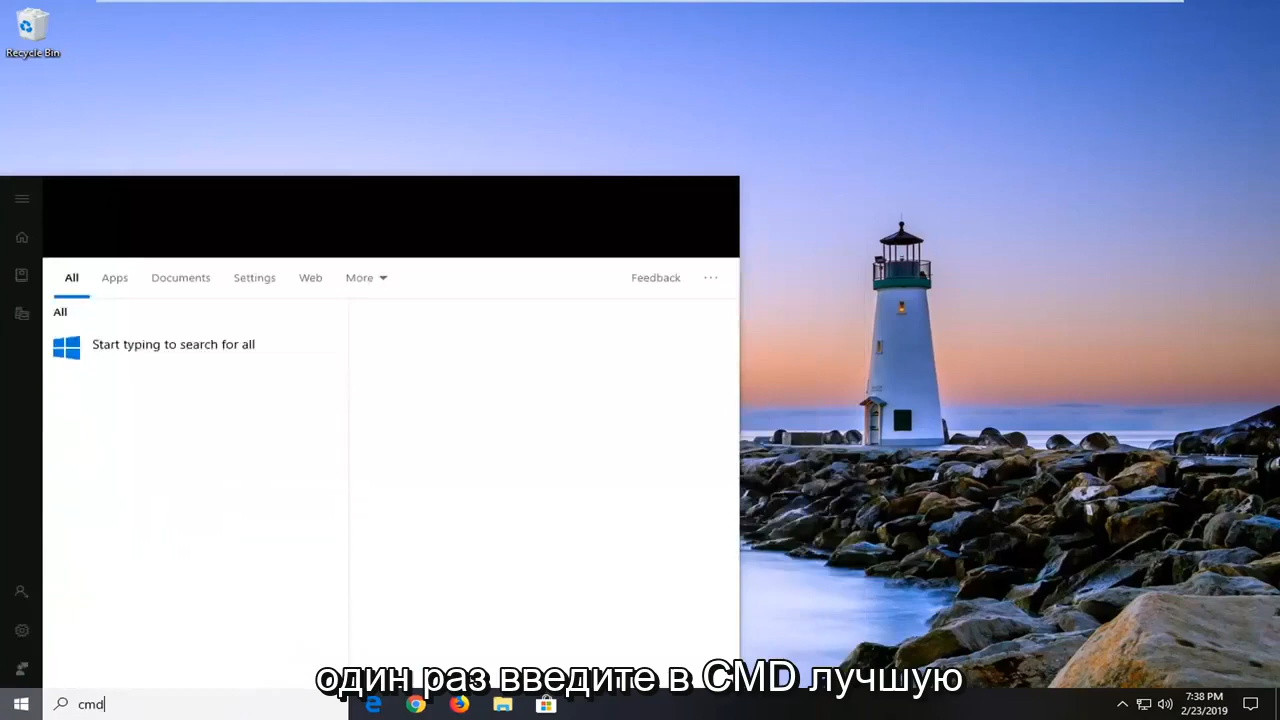 Recycle Bin
All Apps Documents Settings Web More Feedback ...
All
Start typing to search for all
один раз введите в CMD лучшую
cmd
7:38 PM
2/23/2019